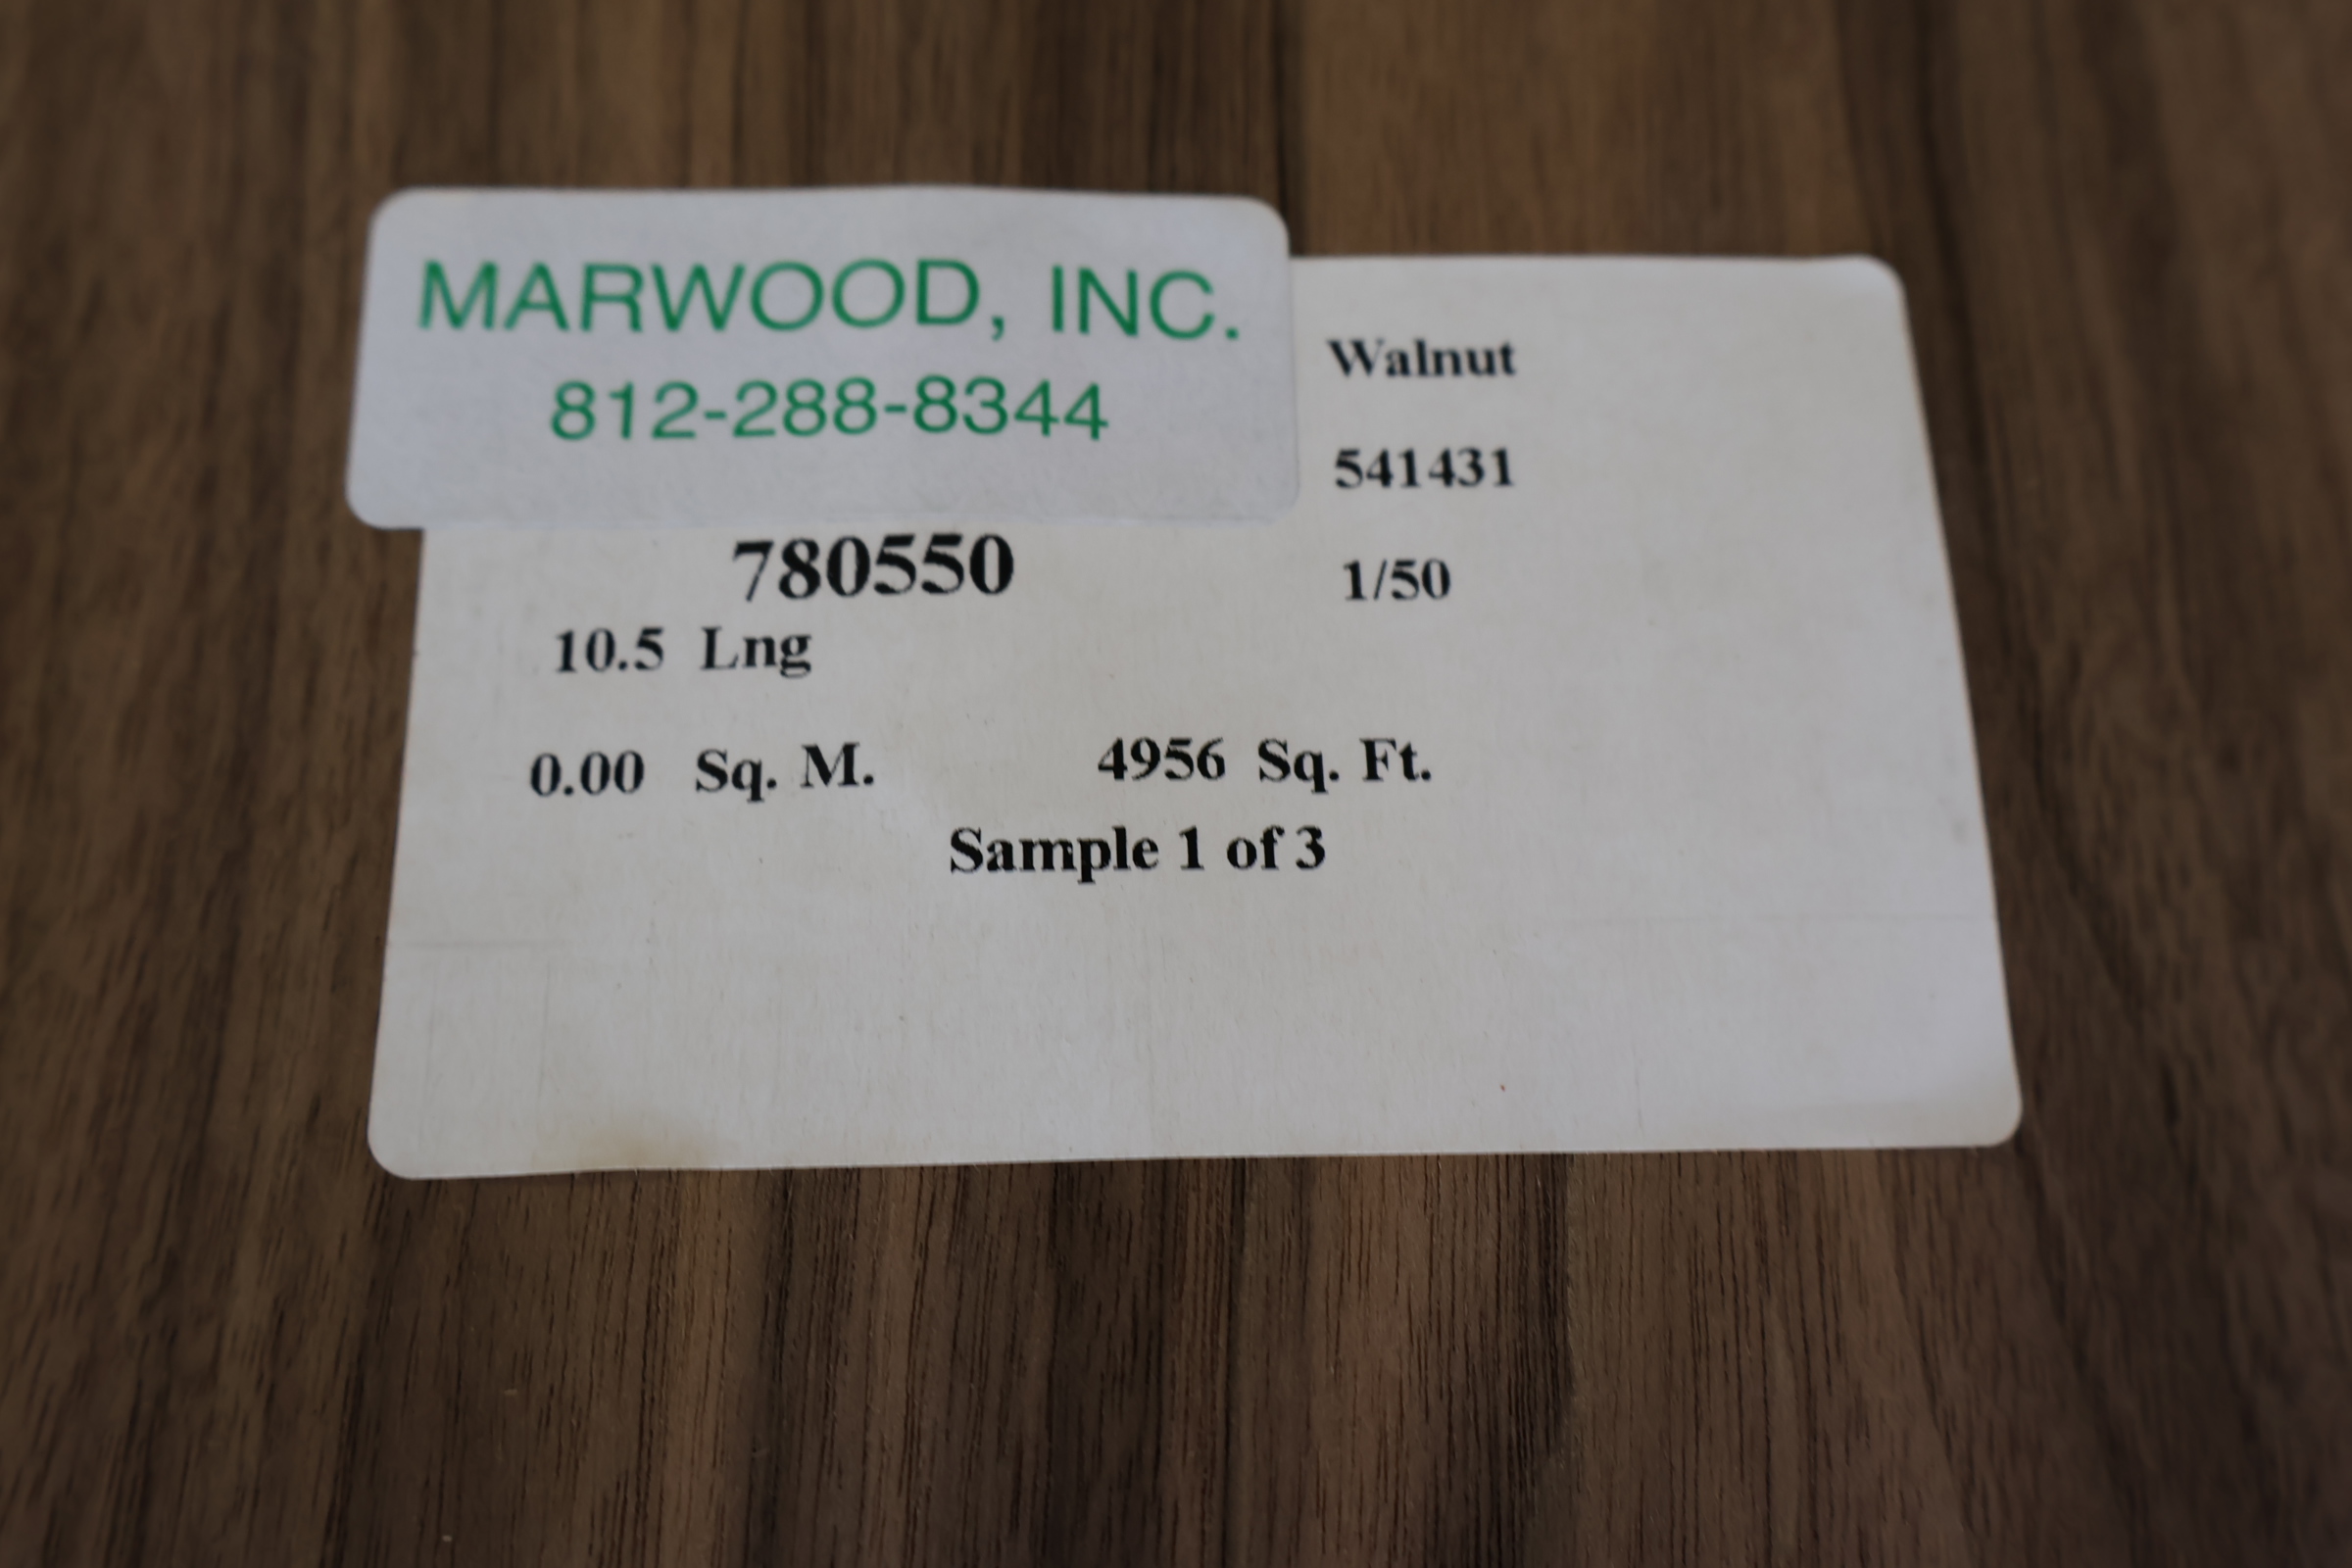 MARWOOD, INC.
812-288-8344
Walnut
541431
780550
1/50
10.5 Lng
0.00 Sq. M. 4956 Sq. Ft.
Sample 1 of 3